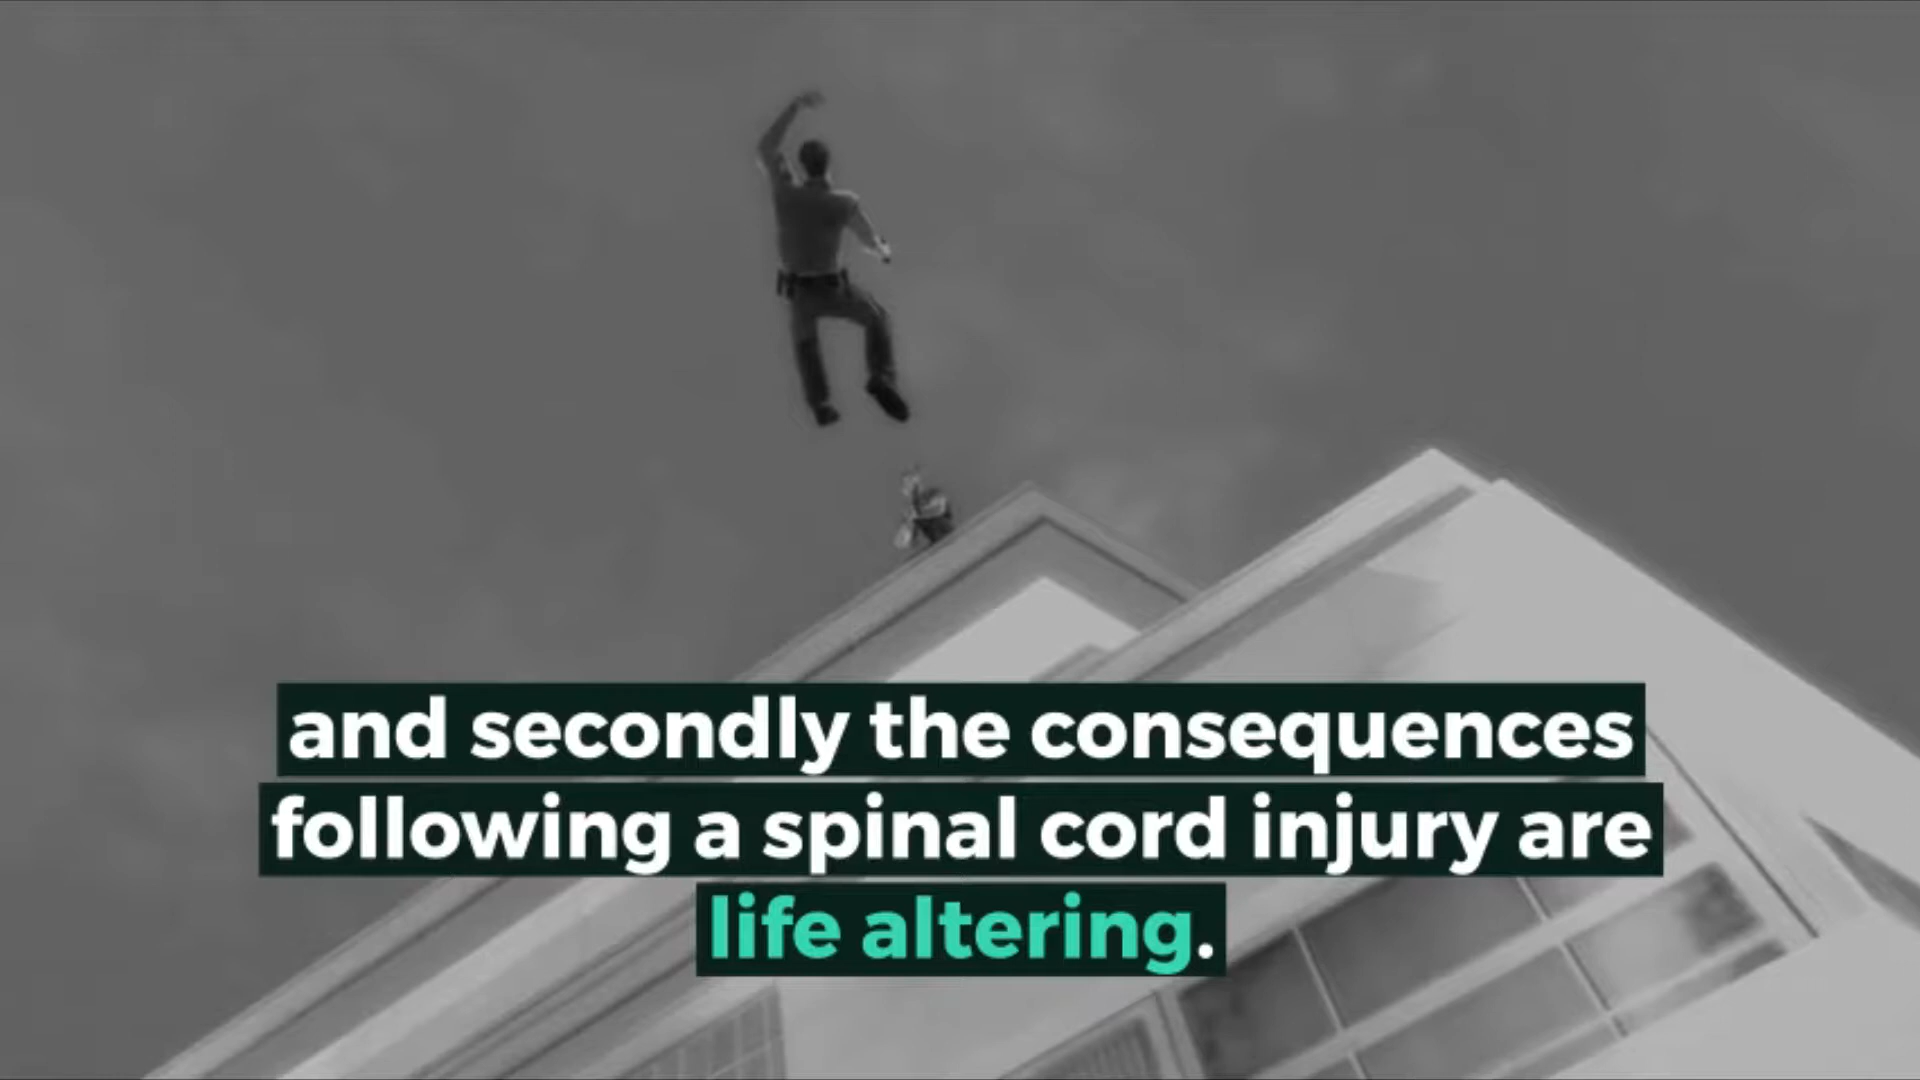 and secondly the consequences
following a spinal cord injury are
life altering.